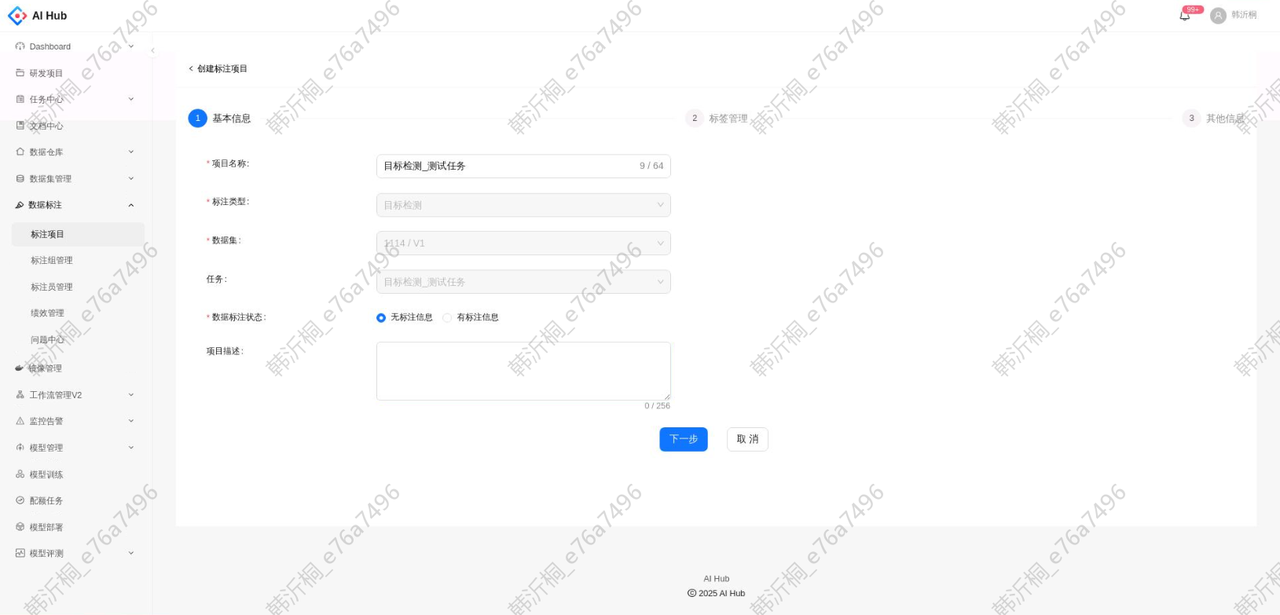 AI Hub
99+
韩沂桐
Dashboard
研发项目
任务中心
文档中心
数据仓库
数据集管理
数据标注
标注项目
标注组管理
标注员管理
绩效管理
问题中心
镜像管理
工作流管理V2
监控告警
模型管理
模型训练
配额任务
模型部署
模型评测
< 创建标注项目
1 基本信息
2 标签管理
3 其他信息
* 项目名称: 目标检测_测试任务 9 / 64
* 标注类型: 目标检测
* 数据集: 1114 / V1
任务: 目标检测_测试任务
* 数据标注状态: 无标注信息 有标注信息
项目描述:
0 / 256
下一步 取 消
AI Hub
© 2025 AI Hub
韩沂桐_e76a7496